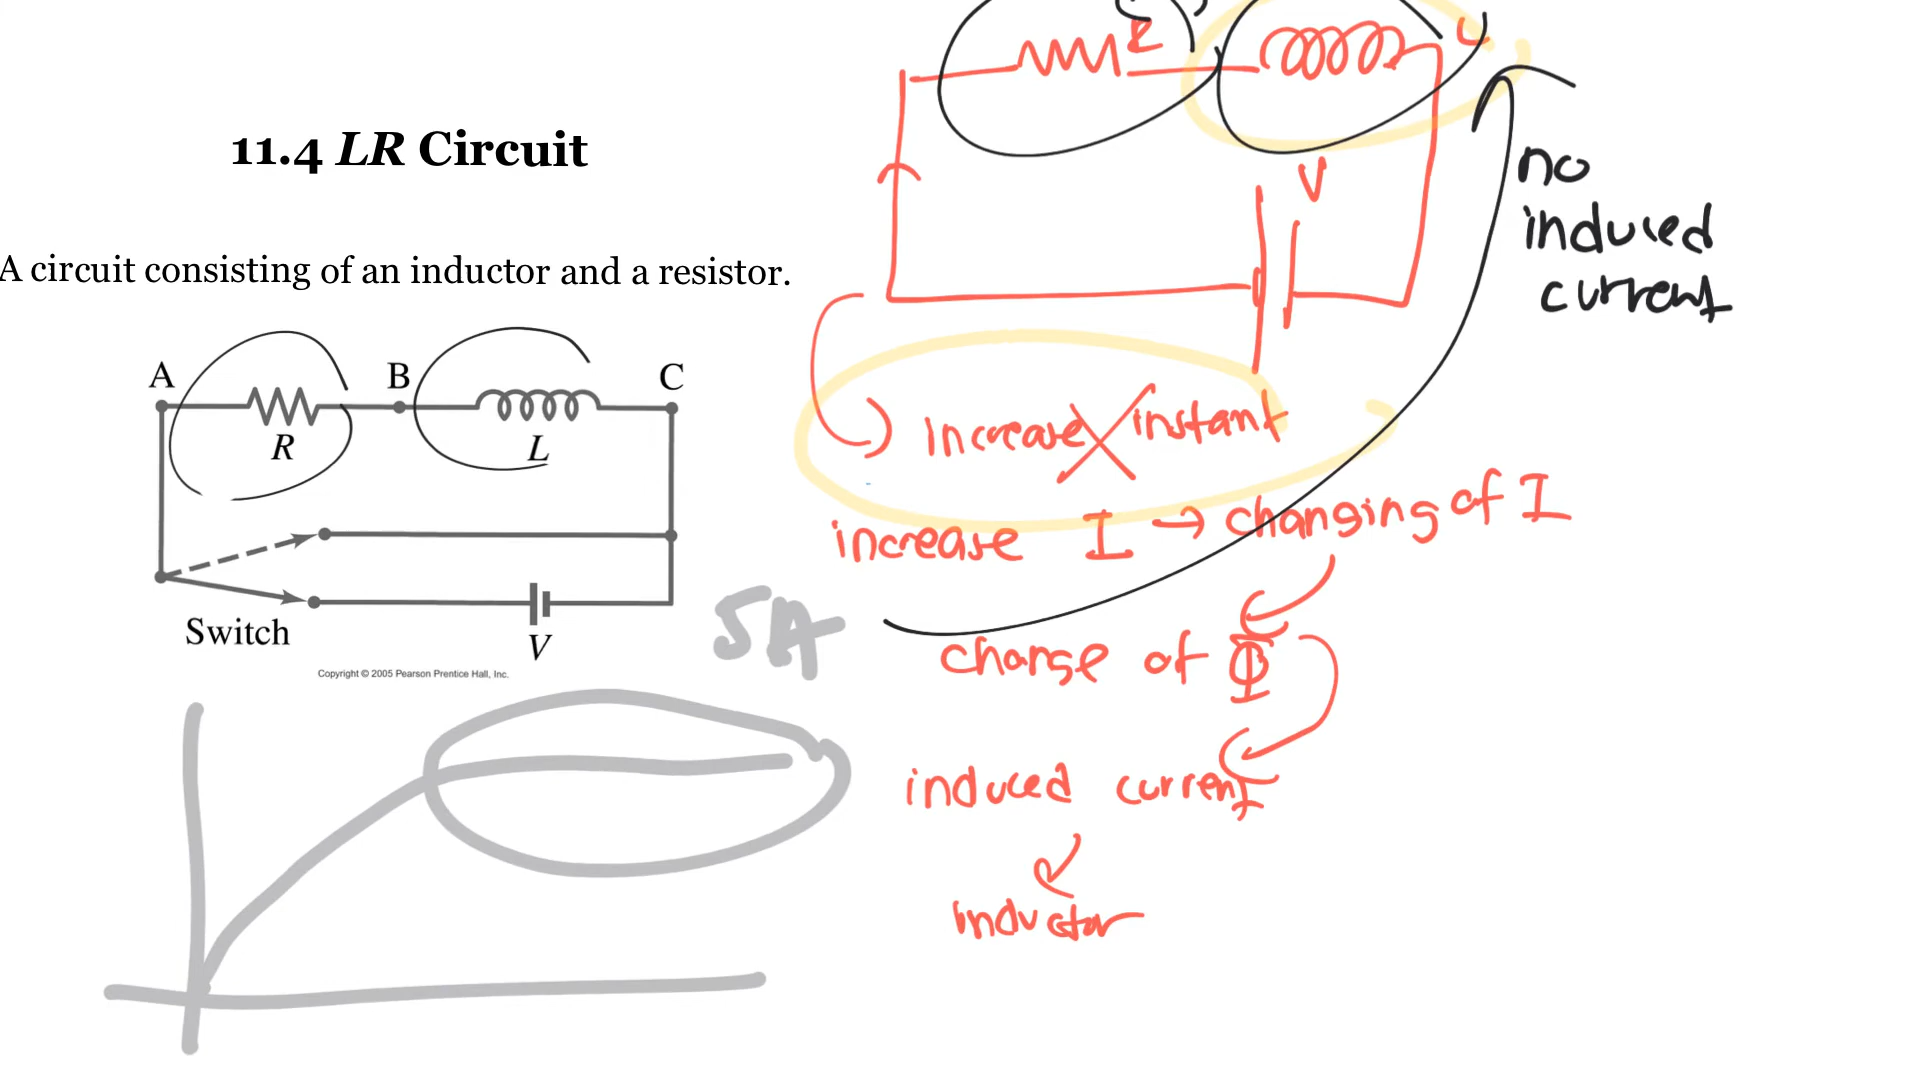 11.4 LR Circuit
A circuit consisting of an inductor and a resistor.
A
B
C
R
L
Switch
V
Copyright © 2005 Pearson Prentice Hall, Inc.
5A
R
L
V
no
induced
current
increase instant
increase I → changing of I
change of Φ
induced current
inductor